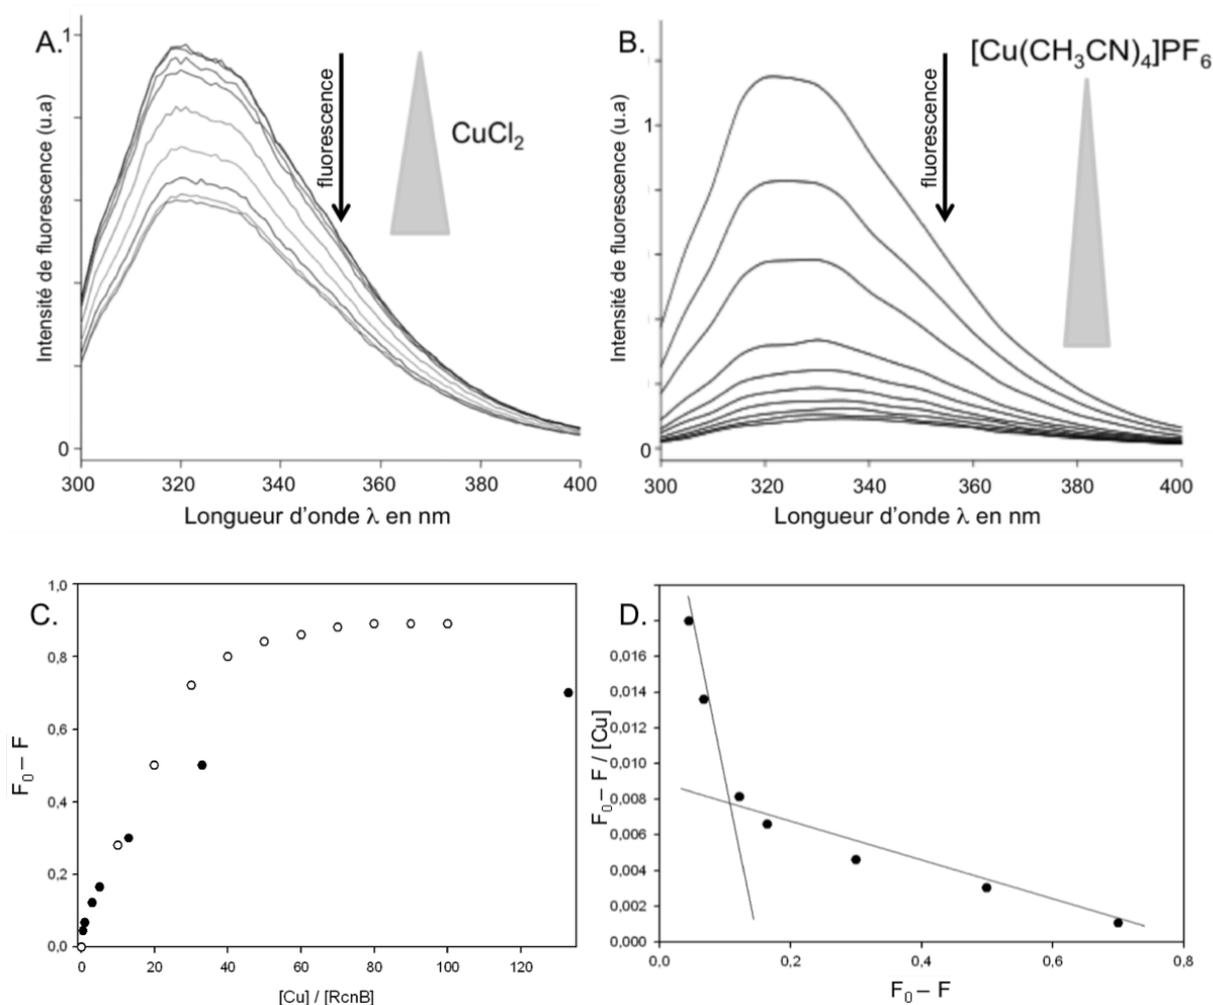 A.
1
Intensité de fluorescence (u.a)
0
fluorescence
CuCl₂
300 320 340 360 380 400
Longueur d'onde λ en nm
B.
1
Intensité de fluorescence (u.a)
0
fluorescence
[Cu(CH₃CN)₄]PF₆
300 320 340 360 380 400
Longueur d'onde λ en nm
C.
1,0
0,8
0,6
0,4
0,2
0,0
F₀ – F
0 20 40 60 80 100 120
[Cu] / [RcnB]
D.
0,016
0,014
0,012
0,010
0,008
0,006
0,004
0,002
0,000
F₀ – F / [Cu]
0,0 0,2 0,4 0,6 0,8
F₀ – F